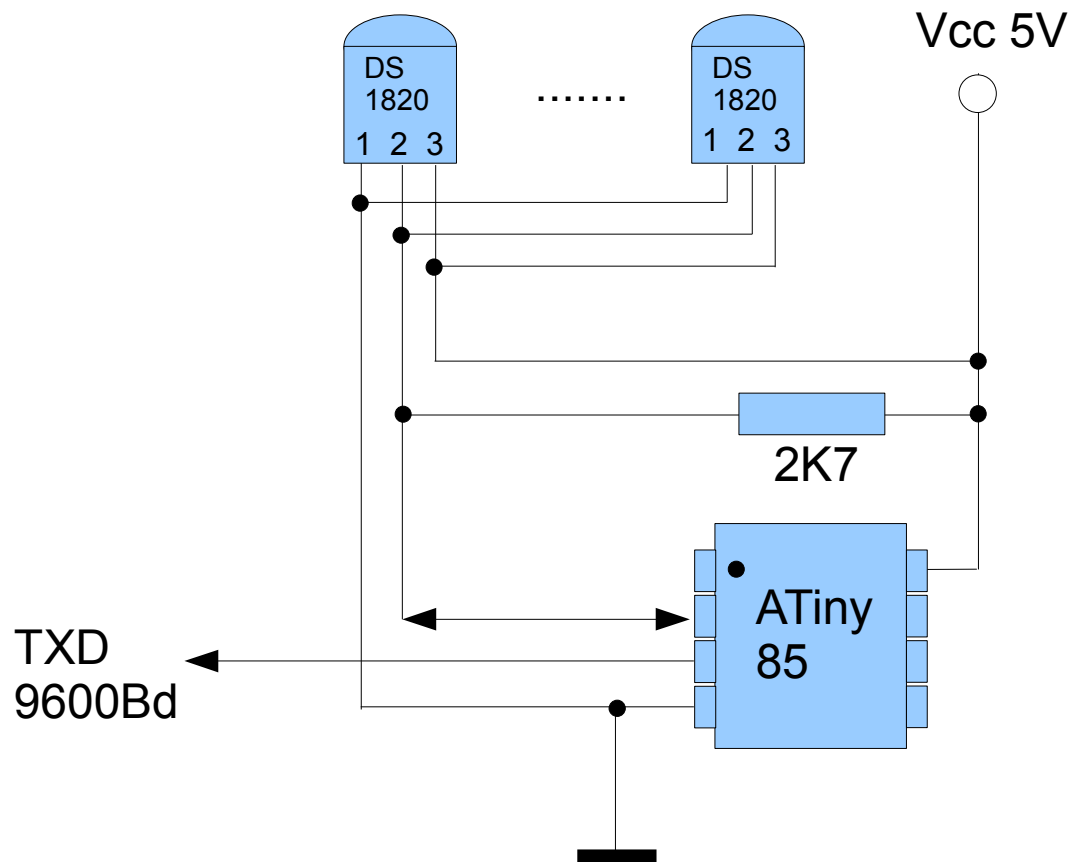 Vcc 5V
DS
1820
1 2 3
.......
DS
1820
1 2 3
2K7
ATiny
85
TXD
9600Bd